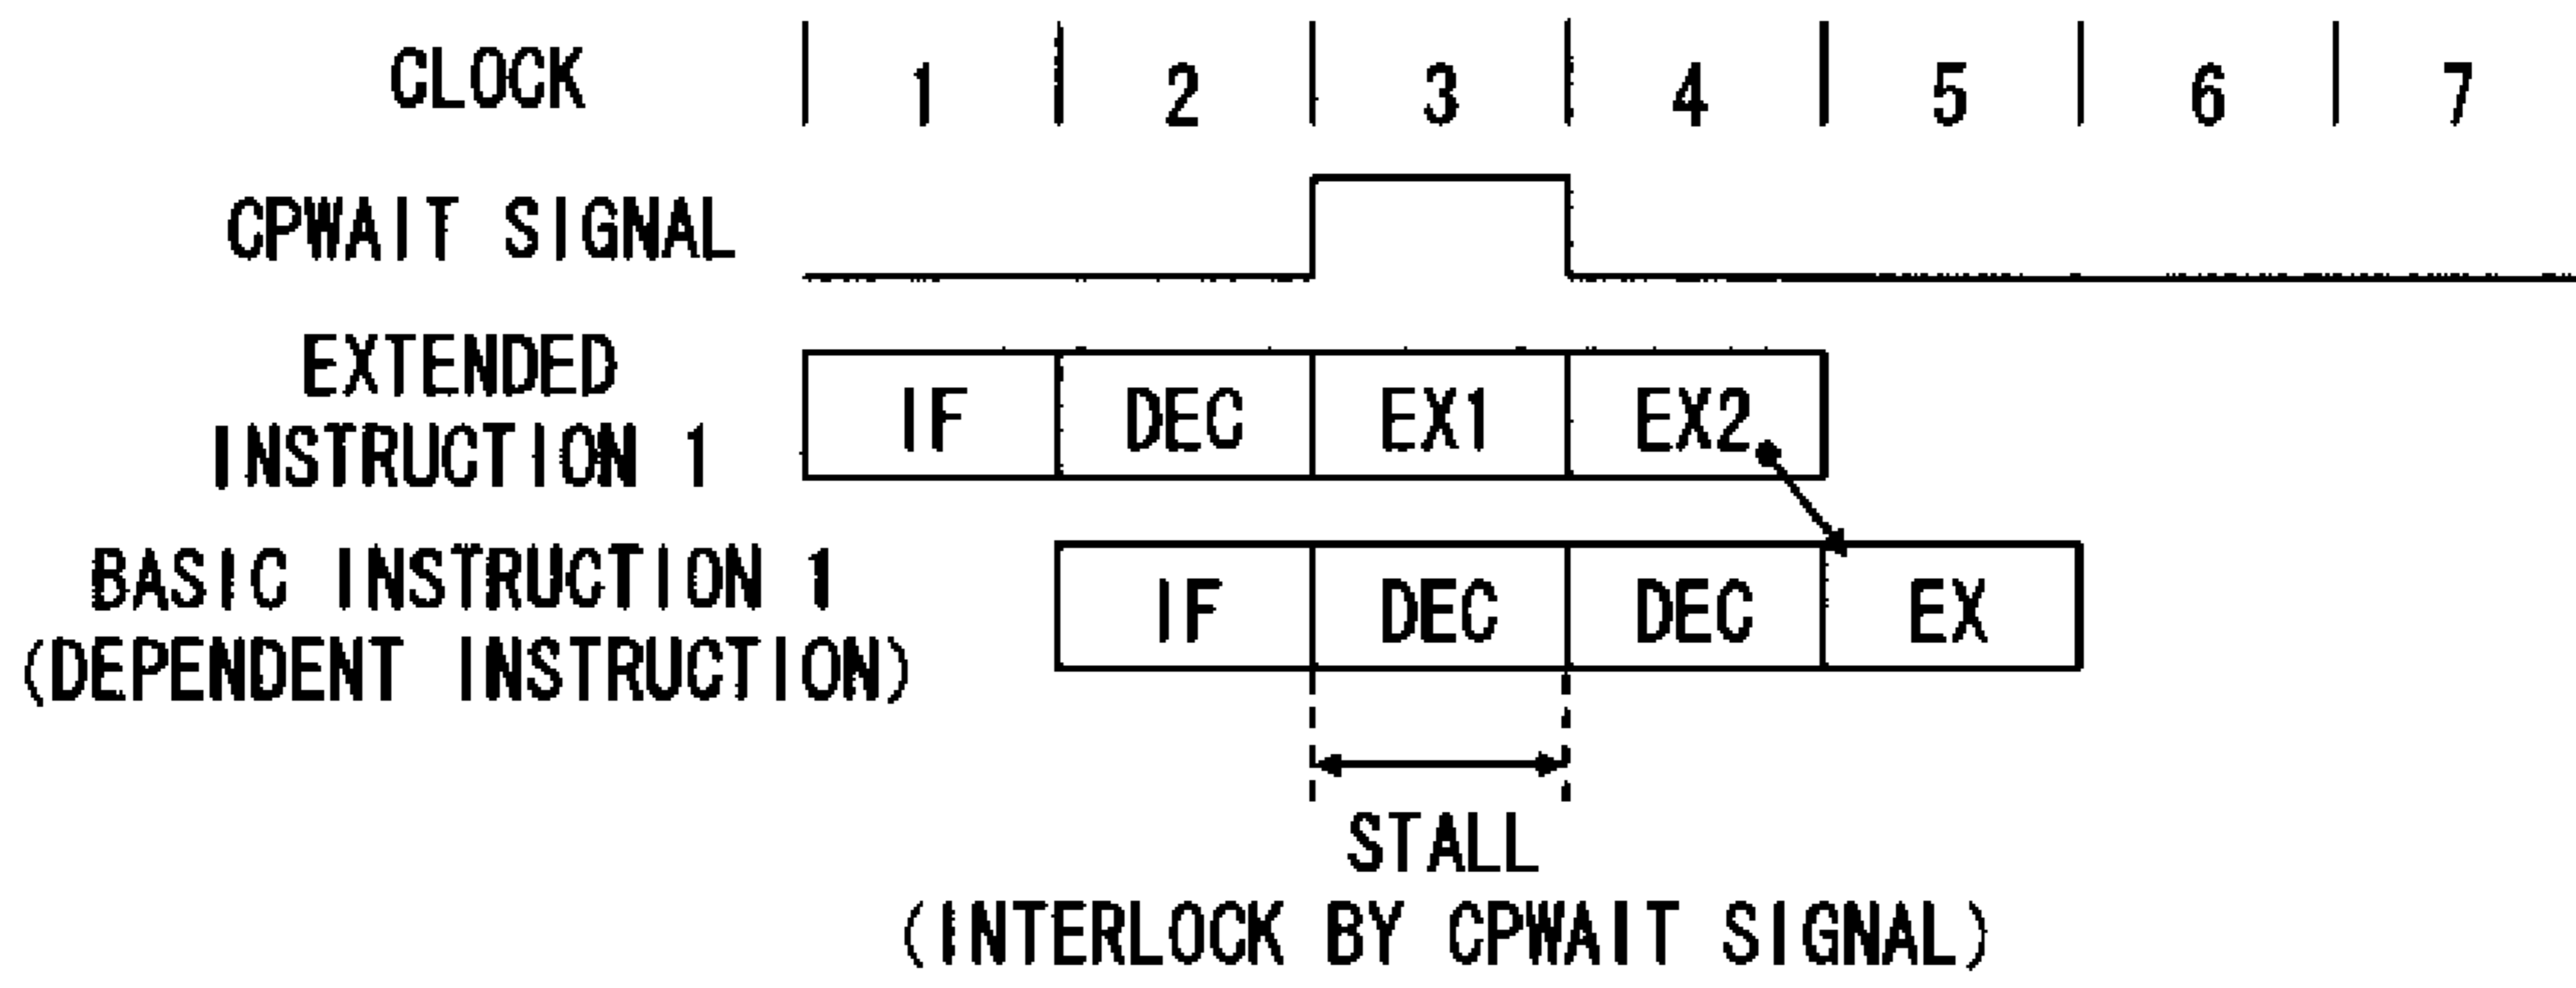 CLOCK 1 2 3 4 5 6 7
CPWAIT SIGNAL
EXTENDED
INSTRUCTION 1
IF DEC EX1 EX2
BASIC INSTRUCTION 1
(DEPENDENT INSTRUCTION)
IF DEC DEC EX
STALL
(INTERLOCK BY CPWAIT SIGNAL)